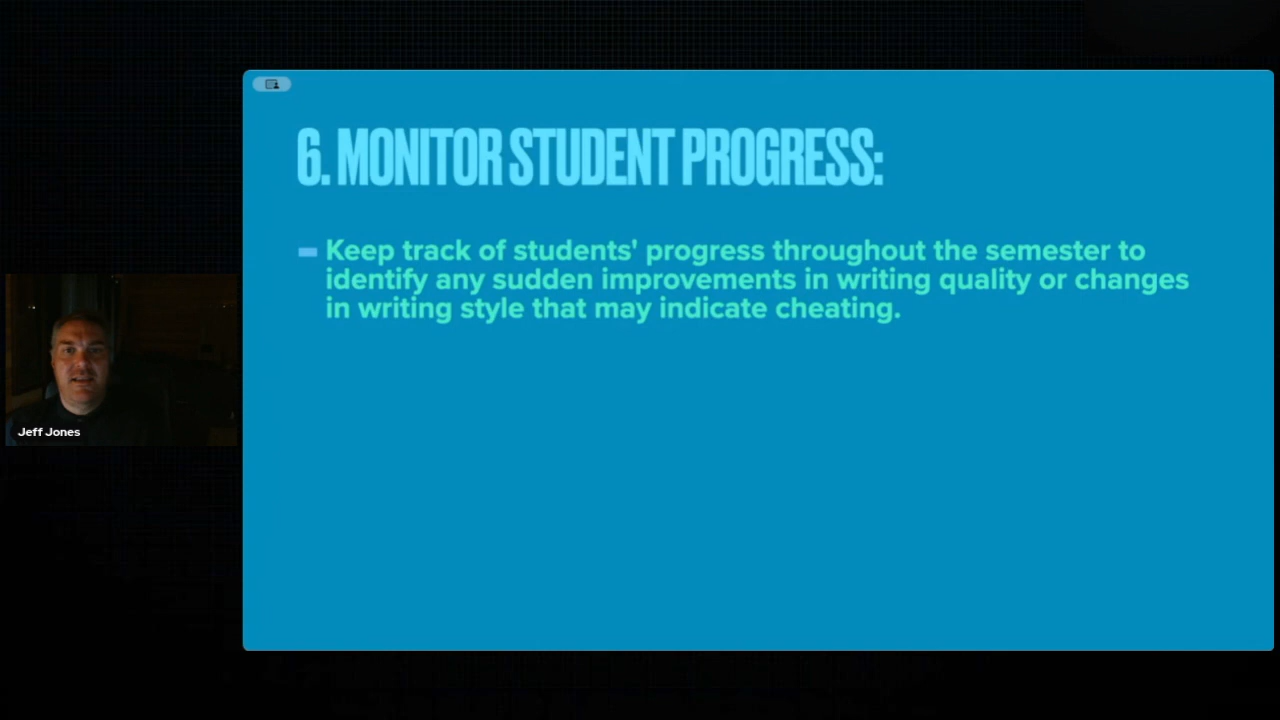 6. MONITOR STUDENT PROGRESS:
Keep track of students' progress throughout the semester to
identify any sudden improvements in writing quality or changes
in writing style that may indicate cheating.
Jeff Jones